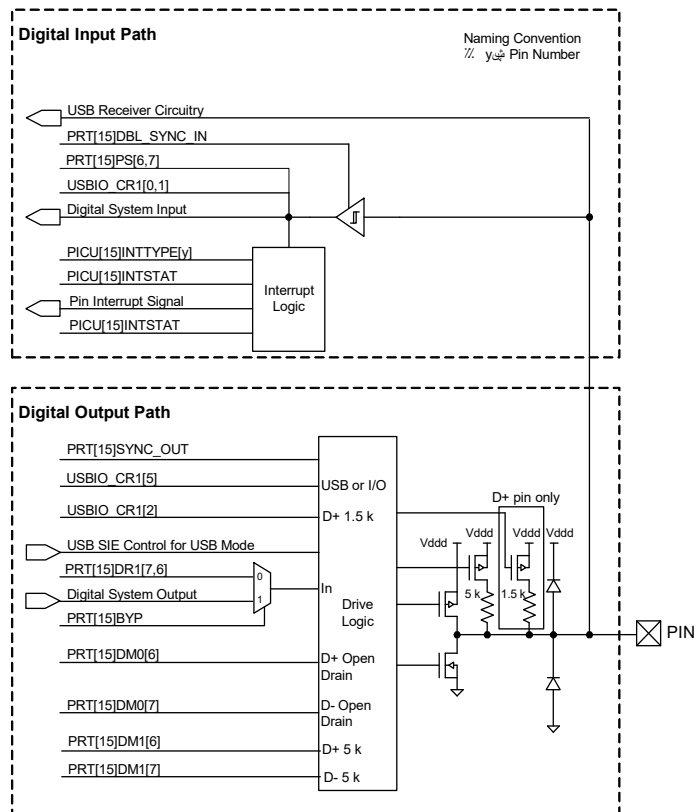 Digital Input Path
Naming Convention
Pin Number
USB Receiver Circuitry
PRT[15]DBL_SYNC_IN
PRT[15]PS[6,7]
USBIO_CR1[0,1]
Digital System Input
PICU[15]INTTYPE[y]
PICU[15]INTSTAT
Pin Interrupt Signal
PICU[15]INTSTAT
Interrupt
Logic
Digital Output Path
PRT[15]SYNC_OUT
USBIO_CR1[5]
USB or I/O
USBIO_CR1[2]
D+ 1.5 k
USB SIE Control for USB Mode
PRT[15]DR1[7,6]
0
Digital System Output
1
PRT[15]BYP
In
Drive
Logic
PRT[15]DM0[6]
D+ Open
Drain
PRT[15]DM0[7]
D- Open
Drain
PRT[15]DM1[6]
D+ 5 k
PRT[15]DM1[7]
D- 5 k
D+ pin only
Vddd
Vddd
Vddd
Vddd
5 k
1.5 k
PIN